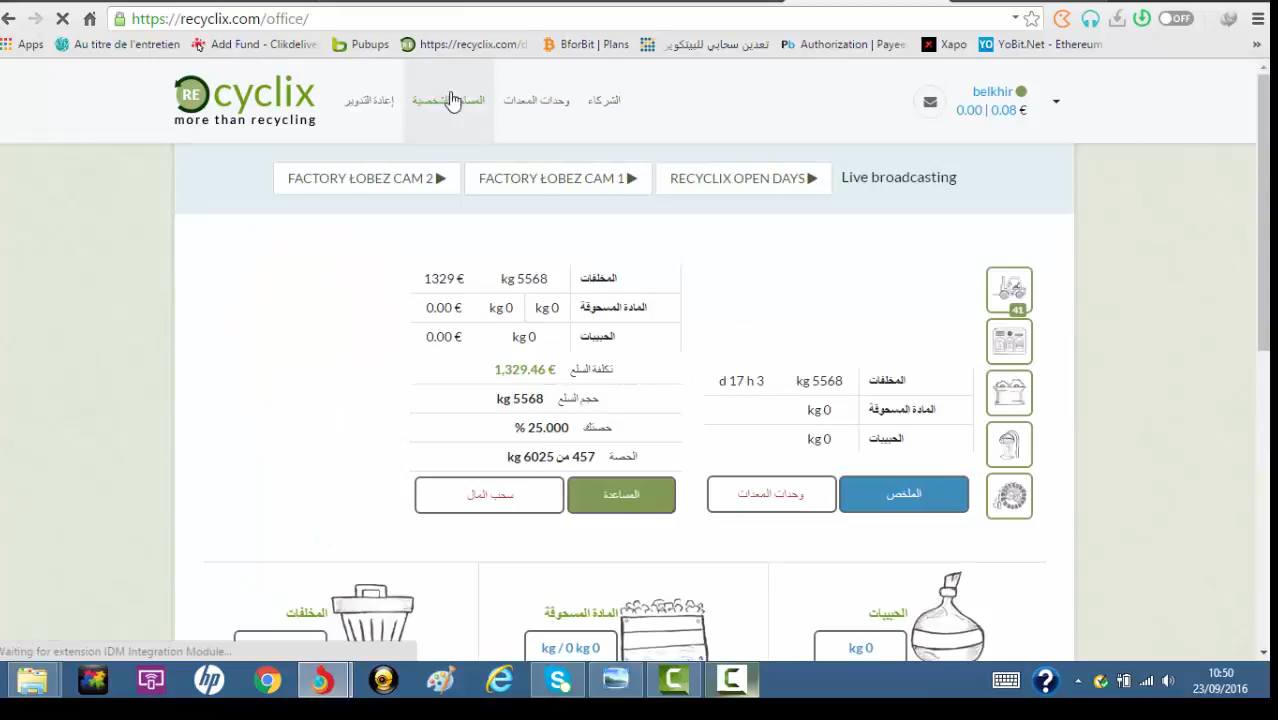 https://recyclix.com/office/
OFF
Apps
Au titre de l'entretien
Add Fund - Clikdelive
Pubups
https://recyclix.com/d
BforBit | Plans
تعدين سحابي للبيتكوير
Authorization | Payee
Xapo
YoBit.Net - Ethereum
RE cyclix
more than recycling
إعادة التدوير
وحدات المعدات
الشركاء
belkhir
0.00 | 0.08 €
FACTORY ŁOBEZ CAM 2
FACTORY ŁOBEZ CAM 1
RECYCLIX OPEN DAYS
Live broadcasting
1329 €
kg 5568
المخلفات
0.00 €
kg 0
kg 0
المادة المسحوقة
0.00 €
kg 0
الحبيبات
1,329.46 €
تكلفة السلع
kg 5568
حجم السلع
% 25.000
حصتك
kg 6025 من 457
الحصة
سحب المال
المساعدة
d 17 h 3
kg 5568
المخلفات
kg 0
المادة المسحوقة
kg 0
الحبيبات
وحدات المعدات
الملخص
41
المخلفات
المادة المسحوقة
kg / 0 kg 0
الحبيبات
kg 0
Waiting for extension IDM Integration Module...
10:50
23/09/2016